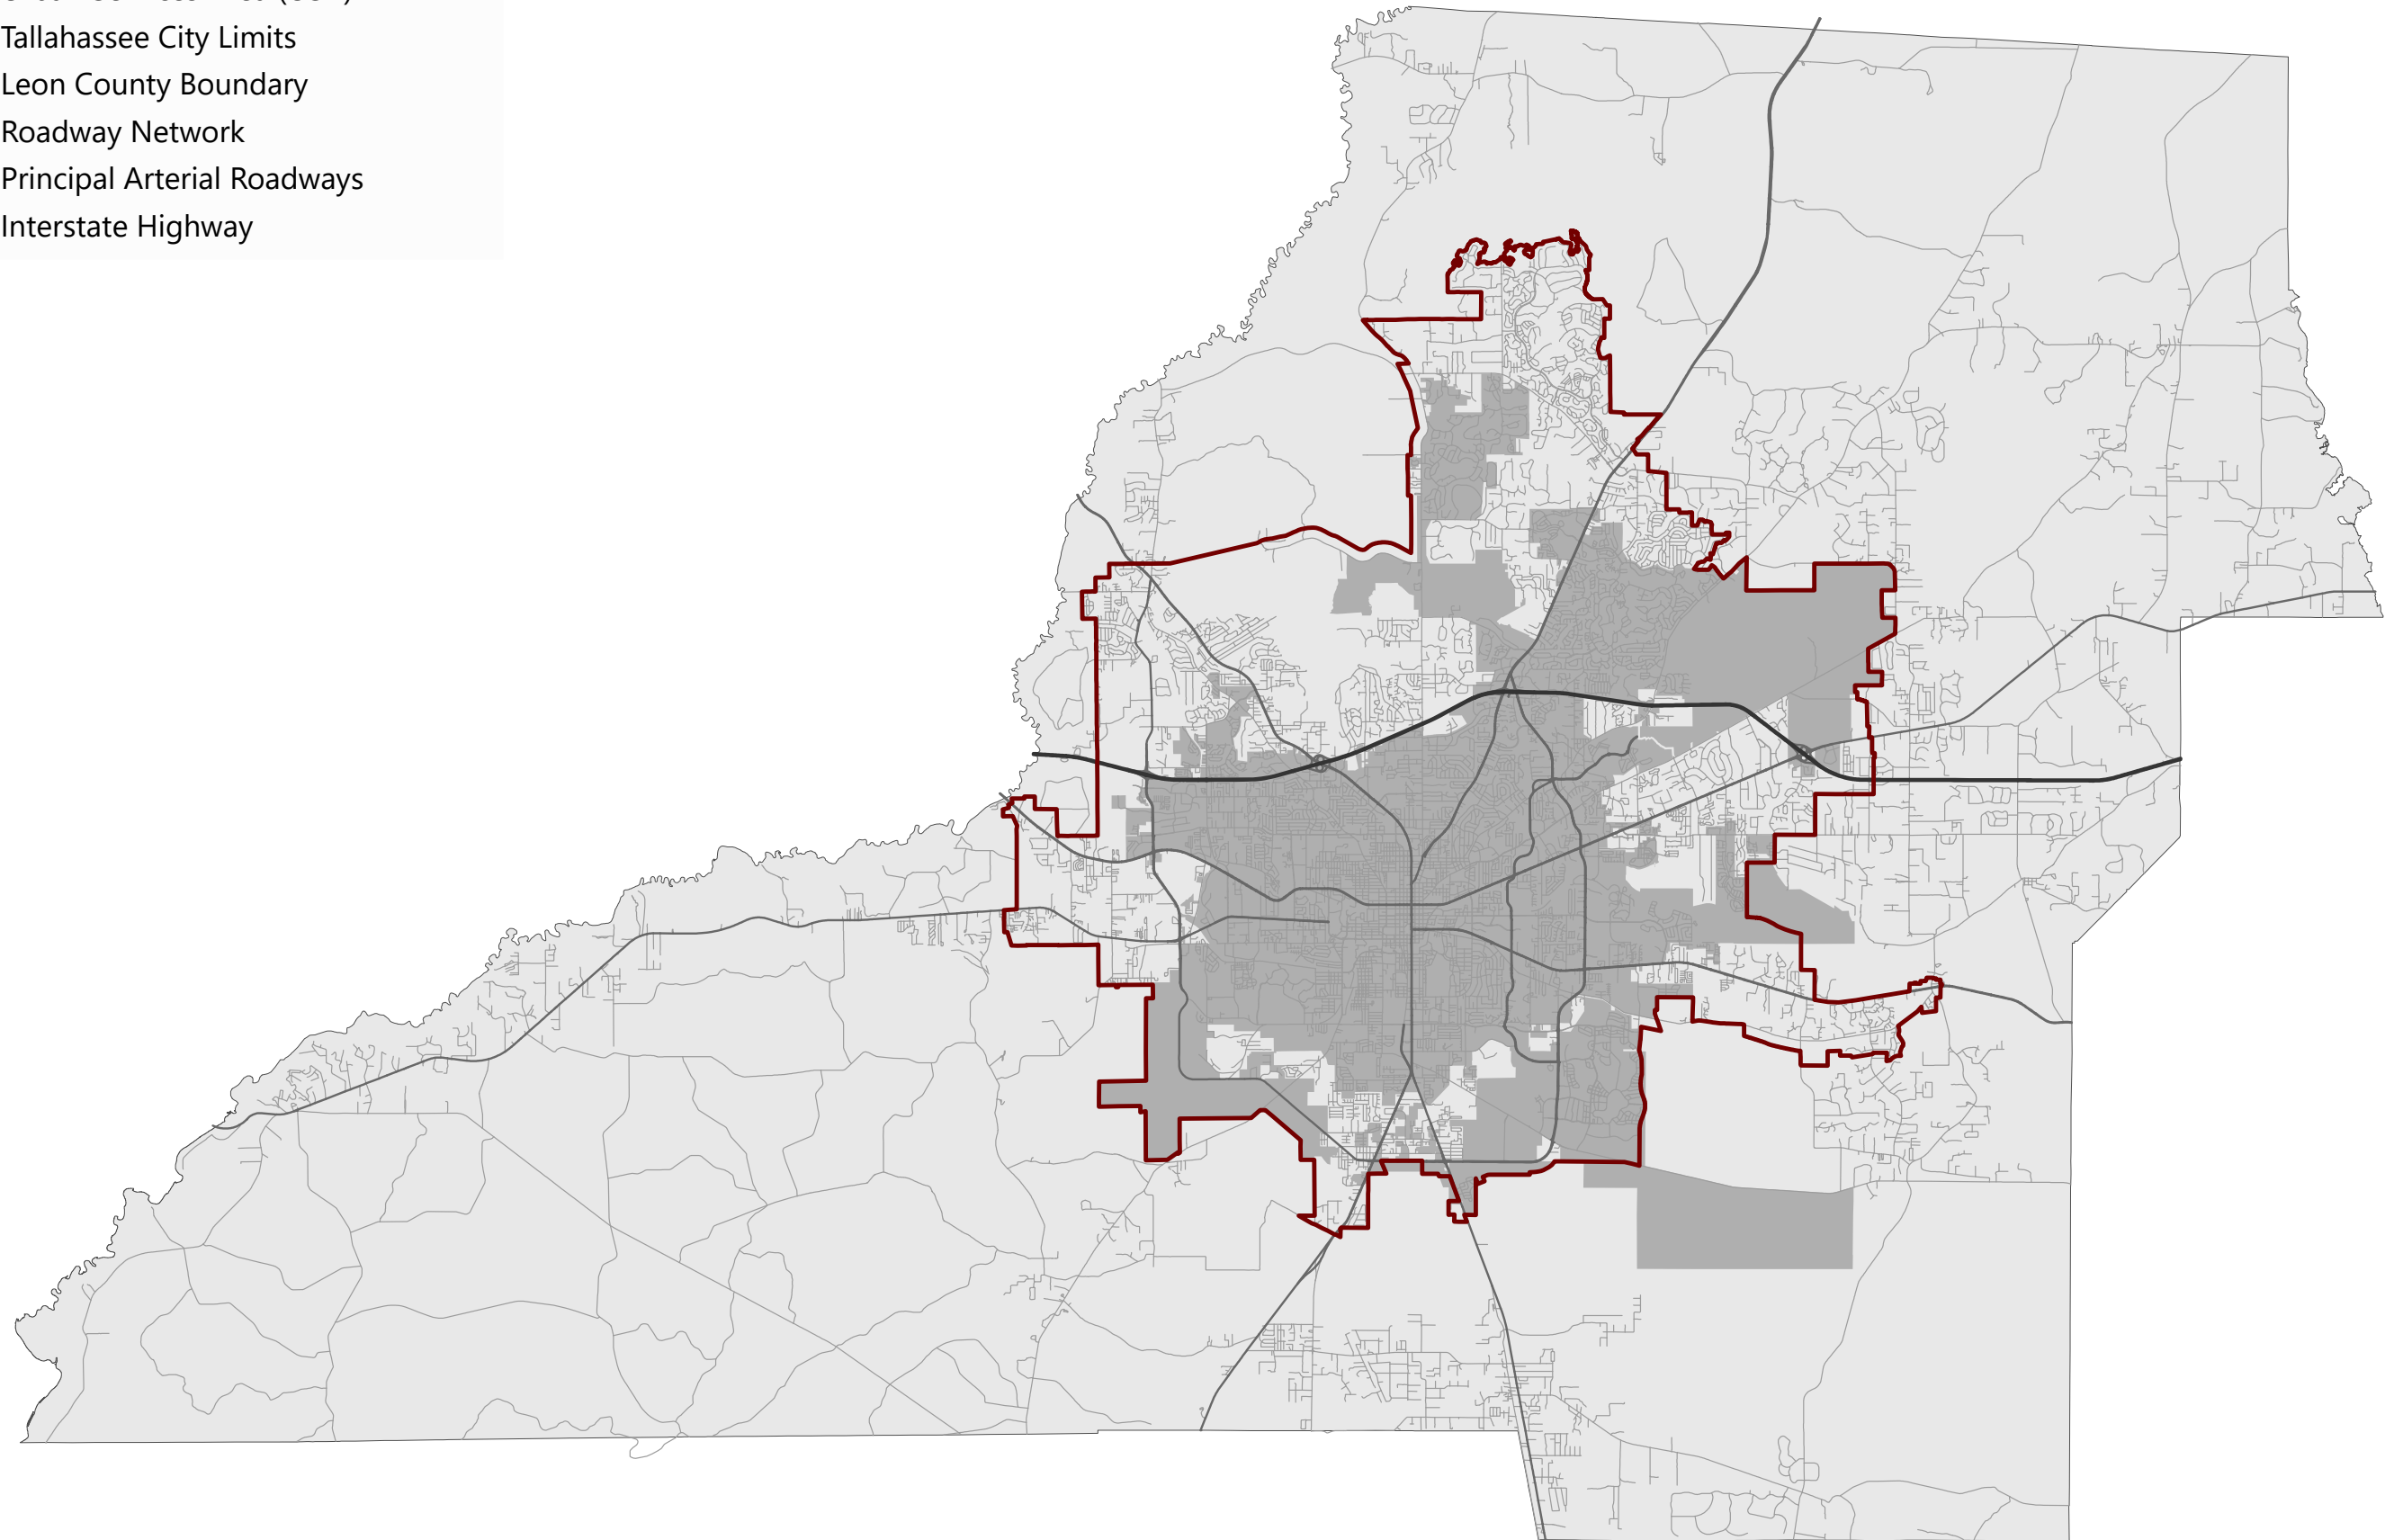 Tallahassee City Limits
Leon County Boundary
Roadway Network
Principal Arterial Roadways
Interstate Highway